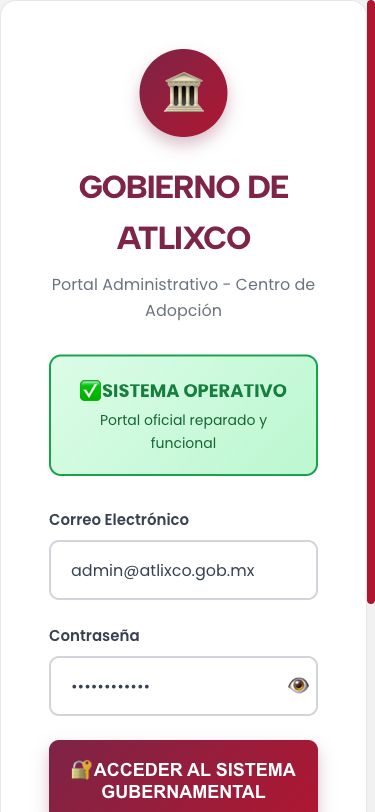 GOBIERNO DE
ATLIXCO
Portal Administrativo - Centro de
Adopción
✅SISTEMA OPERATIVO
Portal oficial reparado y
funcional
Correo Electrónico
admin@atlixco.gob.mx
Contraseña
••••••••••••
🔐ACCEDER AL SISTEMA
GUBERNAMENTAL